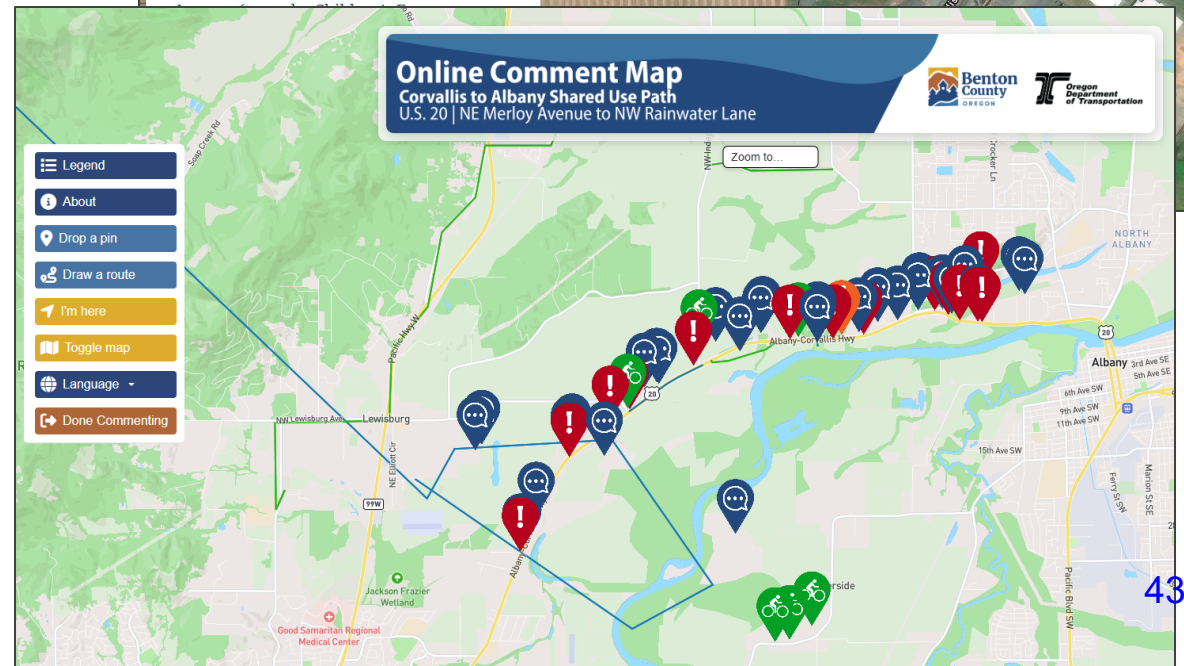 Online Comment Map
Corvallis to Albany Shared Use Path
U.S. 20 | NE Merloy Avenue to NW Rainwater Lane
Benton
County
OREGON
Oregon
Department
of Transportation
Zoom to...
Legend
About
Drop a pin
Draw a route
I'm here
Toggle map
Language
Done Commenting
Soap Creek Rd
Crocker Ln
NORTH
ALBANY
Pacific Hwy W
Albany-Corvallis Hwy
20
20
Albany
3rd Ave SE
5th Ave SE
6th Ave SW
9th Ave SW
11th Ave SW
15th Ave SW
Ferry St SW
Marion St SE
Pacific Blvd SW
NW Lewisburg Ave
Lewisburg
NE Elliott Cir
99W
Jackson Frazier
Wetland
Good Samaritan Regional
Medical Center
43